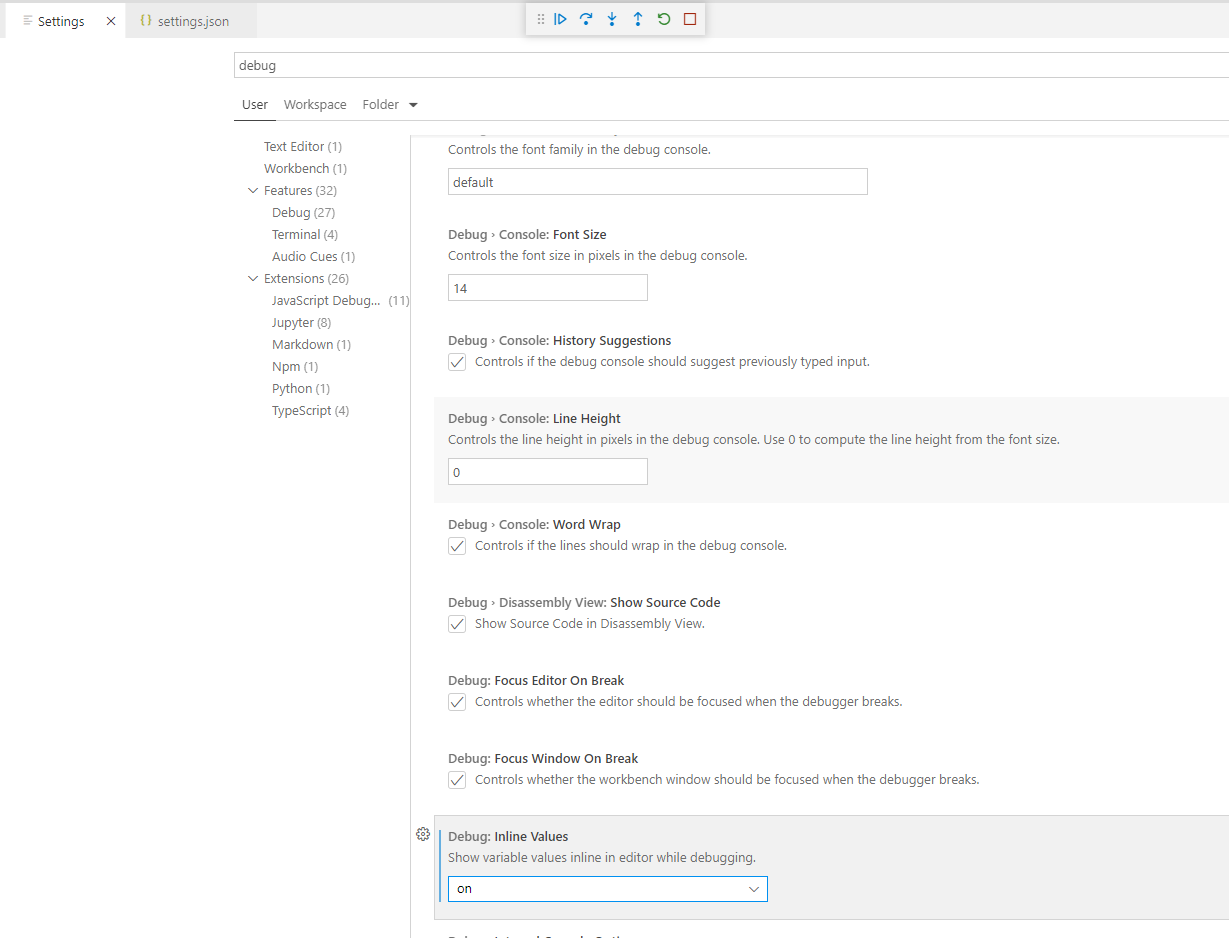 Settings
settings.json
debug
User Workspace Folder
Text Editor (1)
Workbench (1)
Features (32)
Debug (27)
Terminal (4)
Audio Cues (1)
Extensions (26)
JavaScript Debug... (11)
Jupyter (8)
Markdown (1)
Npm (1)
Python (1)
TypeScript (4)
Controls the font family in the debug console.
default
Debug › Console: Font Size
Controls the font size in pixels in the debug console.
14
Debug › Console: History Suggestions
Controls if the debug console should suggest previously typed input.
Debug › Console: Line Height
Controls the line height in pixels in the debug console. Use 0 to compute the line height from the font size.
0
Debug › Console: Word Wrap
Controls if the lines should wrap in the debug console.
Debug › Disassembly View: Show Source Code
Show Source Code in Disassembly View.
Debug: Focus Editor On Break
Controls whether the editor should be focused when the debugger breaks.
Debug: Focus Window On Break
Controls whether the workbench window should be focused when the debugger breaks.
Debug: Inline Values
Show variable values inline in editor while debugging.
on